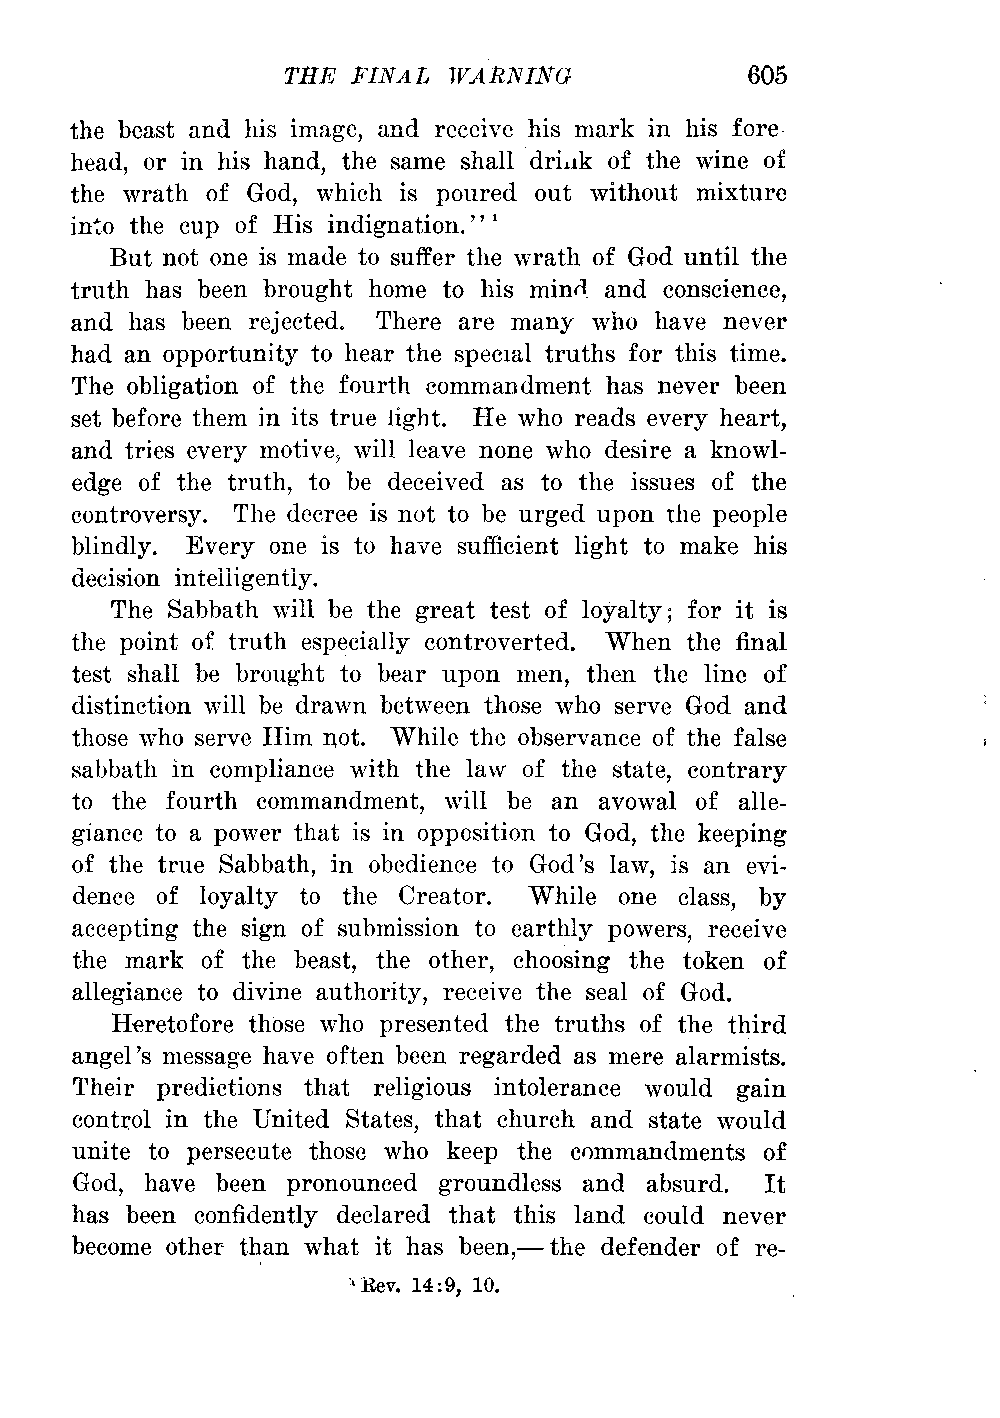 THE FINAL WARNING 605
the beast and his image, and receive his mark in his fore-
head, or in his hand, the same shall drink of the wine of
the wrath of God, which is poured out without mixture
into the cup of His indignation."¹
But not one is made to suffer the wrath of God until the
truth has been brought home to his mind and conscience,
and has been rejected. There are many who have never
had an opportunity to hear the special truths for this time.
The obligation of the fourth commandment has never been
set before them in its true light. He who reads every heart,
and tries every motive, will leave none who desire a knowl-
edge of the truth, to be deceived as to the issues of the
controversy. The decree is not to be urged upon the people
blindly. Every one is to have sufficient light to make his
decision intelligently.
The Sabbath will be the great test of loyalty; for it is
the point of truth especially controverted. When the final
test shall be brought to bear upon men, then the line of
distinction will be drawn between those who serve God and
those who serve Him not. While the observance of the false
sabbath in compliance with the law of the state, contrary
to the fourth commandment, will be an avowal of alle-
giance to a power that is in opposition to God, the keeping
of the true Sabbath, in obedience to God's law, is an evi-
dence of loyalty to the Creator. While one class, by
accepting the sign of submission to earthly powers, receive
the mark of the beast, the other, choosing the token of
allegiance to divine authority, receive the seal of God.
Heretofore those who presented the truths of the third
angel's message have often been regarded as mere alarmists.
Their predictions that religious intolerance would gain
control in the United States, that church and state would
unite to persecute those who keep the commandments of
God, have been pronounced groundless and absurd. It
has been confidently declared that this land could never
become other than what it has been,—the defender of re-
¹ Rev. 14:9, 10.